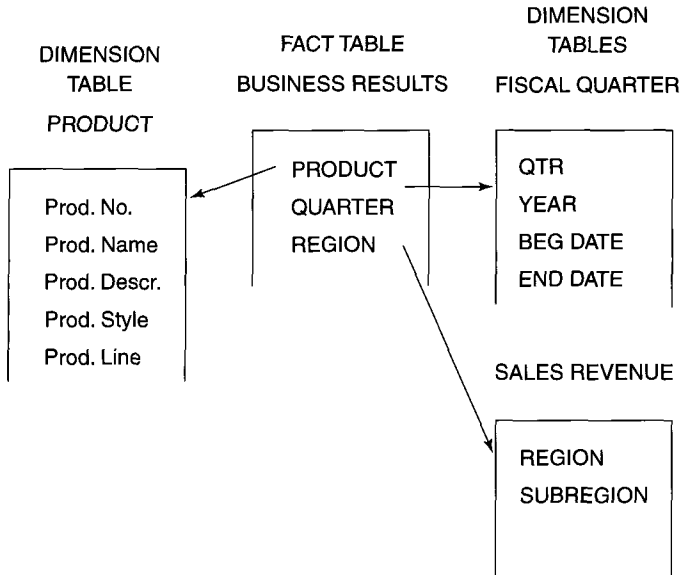 DIMENSION
TABLE
PRODUCT
Prod. No.
Prod. Name
Prod. Descr.
Prod. Style
Prod. Line
FACT TABLE
BUSINESS RESULTS
PRODUCT
QUARTER
REGION
DIMENSION
TABLES
FISCAL QUARTER
QTR
YEAR
BEG DATE
END DATE
SALES REVENUE
REGION
SUBREGION